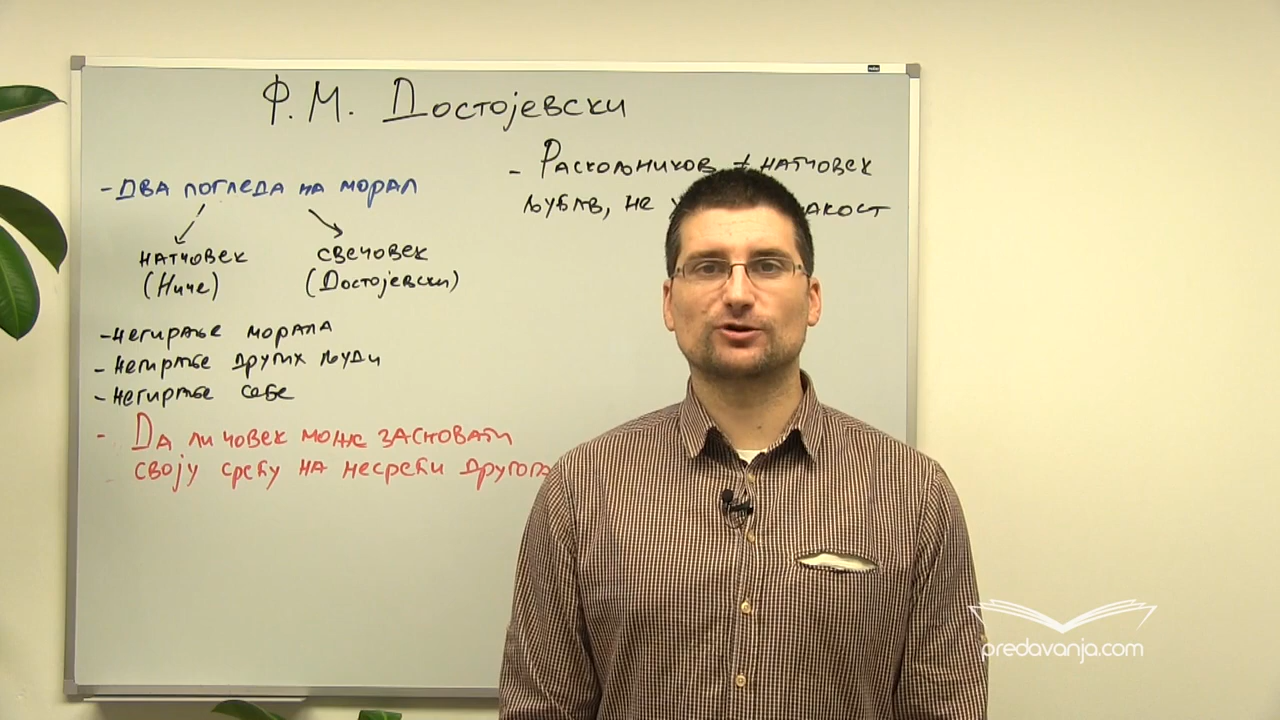 Ф. М. Достојевски
- ДВА ПОГЛЕДА НА МОРАЛ
НАТЧОВЕК
(Ниче)
СВЕЧОВЕК
(Достојевски)
- НЕГИРАЊЕ МОРАЛА
- НЕГИРАЊЕ ДРУГИХ ЉУДИ
- НЕГИРАЊЕ СЕБЕ
- ДА ЛИ ЧОВЕК МОЖЕ ЗАСНОВАТИ
СВОЈУ СРЕЋУ НА НЕСРЕЋИ ДРУГОГА
- РАСКОЉНИКОВ ≠ НАТЧОВЕК
ЉУБАВ, НЕ
predavanja.com